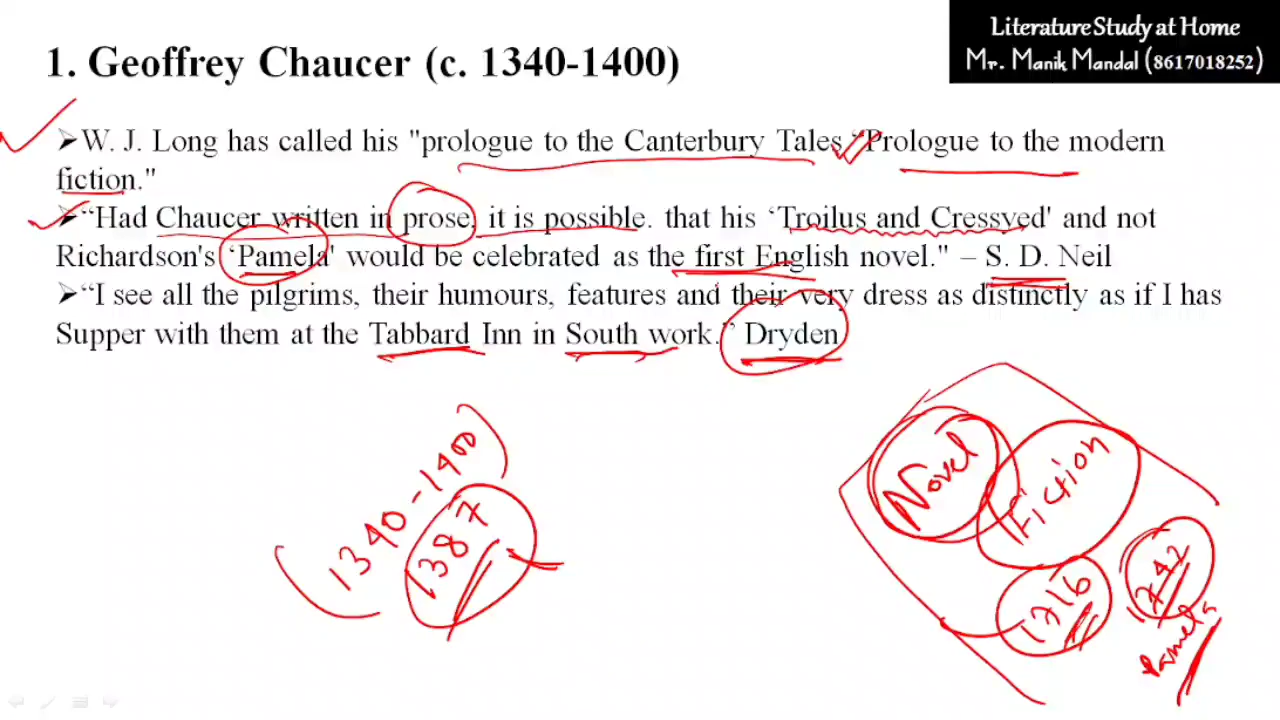 Literature Study at Home
Mr. Manik Mandal (8617018252)
1. Geoffrey Chaucer (c. 1340-1400)
➢W. J. Long has called his "prologue to the Canterbury Tales “Prologue to the modern
fiction."
➢“Had Chaucer written in prose, it is possible. that his ‘Troilus and Cressyed' and not
Richardson's ‘Pamela' would be celebrated as the first English novel." – S. D. Neil
➢“I see all the pilgrims, their humours, features and their very dress as distinctly as if I has
Supper with them at the Tabbard Inn in South work.” Dryden
(1340-1400)
1387
Novel
Fiction
1716
1742
Pamela